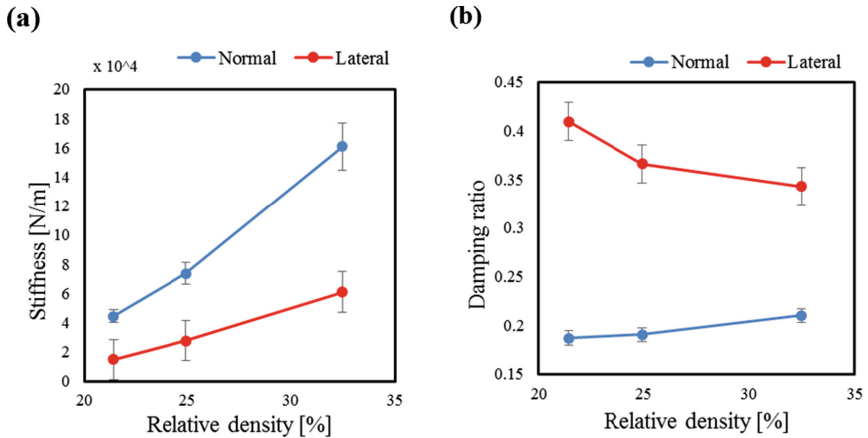 (a)
x 10^4
Normal Lateral
20
18
16
14
12
10
8
6
4
2
0
Stiffness [N/m]
20 25 30 35
Relative density [%]
(b)
Normal Lateral
0.45
0.4
0.35
0.3
0.25
0.2
0.15
Damping ratio
20 25 30 35
Relative density [%]